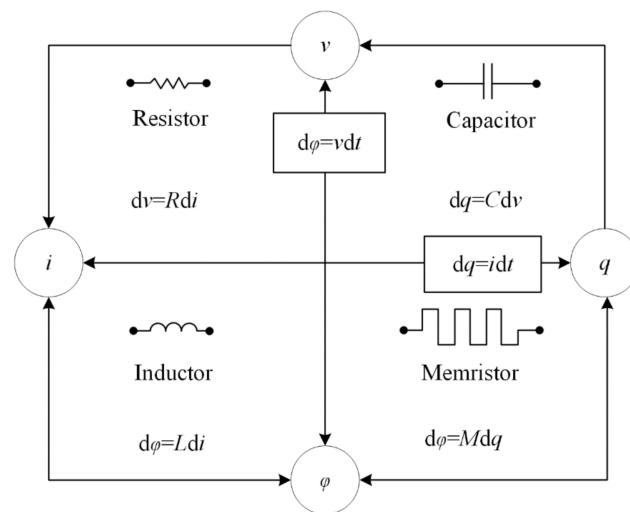 v
Resistor
Capacitor
dφ=vdt
dv=Rdi
dq=Cdv
i
dq=idt
q
Inductor
Memristor
dφ=Ldi
dφ=Mdq
φ